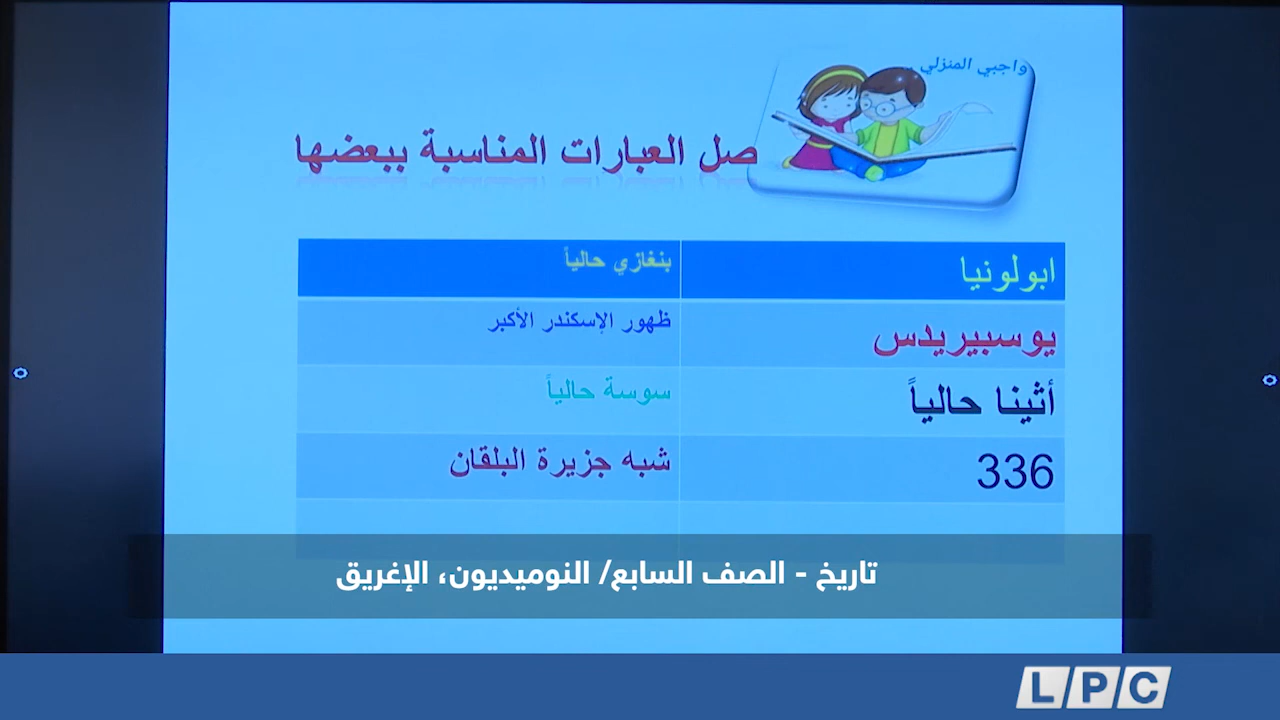 واجبي المنزلي ..
صل العبارات المناسبة ببعضها
ابولونيا
بنغازي حالياً
يوسبيريدس
ظهور الإسكندر الأكبر
أثينا حالياً
سوسة حالياً
336
شبه جزيرة البلقان
تاريخ - الصف السابع/ النوميديون، الإغريق
LPC